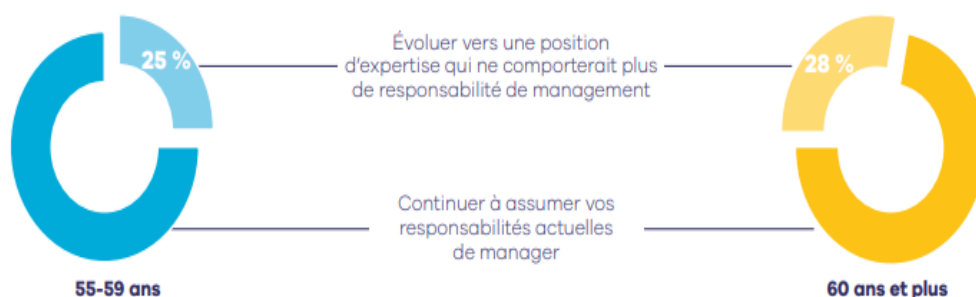 25 %
Évoluer vers une position
d'expertise qui ne comporterait plus
de responsabilité de management
28 %
Continuer à assumer vos
responsabilités actuelles
de manager
55-59 ans
60 ans et plus